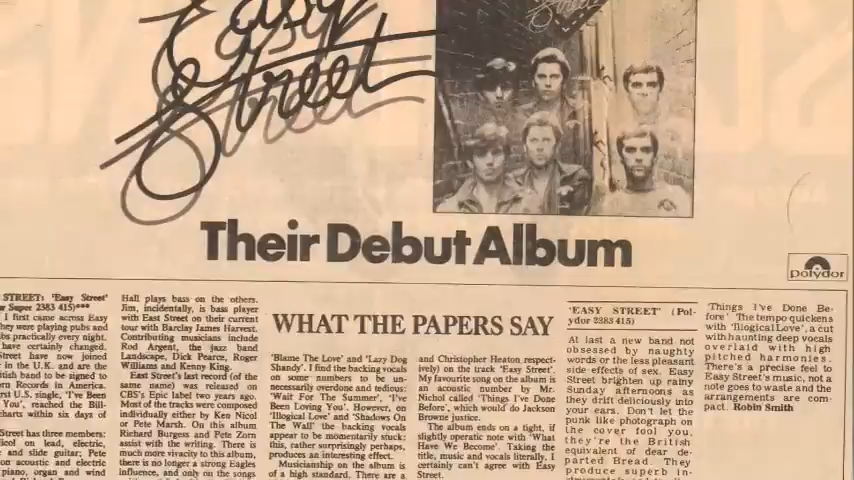 Easy
Street
Street
Their Debut Album
polydor
STREET: 'Easy Street'
Super 2383 415)***
I first came across Easy
they were playing pubs and
practically every night.
have certainly changed.
Street have now joined
in the U.K. and are the
band to be signed to
Records in America.
U.S. single, 'I've Been
You', reached the Bill-
charts within six days of
Street has three members:
on lead, electric,
and slide guitar; Pete
on acoustic and electric
piano, organ and wind
Hall plays bass on the others.
Jim, incidentally, is bass player
with East Street on their current
tour with Barclay James Harvest.
Contributing musicians include
Rod Argent, the jazz band
Landscape, Dick Pearce, Roger
Williams and Kenny King.
East Street's last record (of the
same name) was released on
CBS's Epic label two years ago.
Most of the tracks were composed
individually either by Ken Nicol
or Pete Marsh. On this album
Richard Burgess and Pete Zorn
assist with the writing. There is
much more vivacity to this album,
there is no longer a strong Eagles
influence, and only on the songs
WHAT THE PAPERS SAY
'Blame The Love' and 'Lazy Dog
Shandy'. I find the backing vocals
on some numbers to be un-
necessarily overdone and tedious:
'Wait For The Summer', 'I've
Been Loving You'. However, on
'Illogical Love' and 'Shadows On
The Wall' the backing vocals
appear to be momentarily stuck:
this, rather surprisingly perhaps,
produces an interesting effect.
Musicianship on the album is
of a high standard. There are a
and Christopher Heaton respect-
ively) on the track 'Easy Street'.
My favourite song on the album is
an acoustic number by Mr.
Nichol called 'Things I've Done
Before', which would do Jackson
Browne justice.
The album ends on a tight, if
slightly operatic note with 'What
Have We Become'. Taking the
title, music and vocals literally, I
certainly can't agree with Easy
Street.
'EASY STREET' (Pol-
ydor 2383 415)
At last a new band not
obsessed by naughty
words or the less pleasant
side effects of sex. Easy
Street brighten up rainy
Sunday afternoons as
they drift deliciously into
your ears. Don't let the
punk like photograph on
the cover fool you,
they're the British
equivalent of dear de-
parted Bread. They
produce superb in-
'Things I've Done Be-
fore' The tempo quickens
with 'Illogical Love', a cut
with haunting deep vocals
overlaid with high
pitched harmonies.
There's a precise feel to
Easy Street's music, not a
note goes to waste and the
arrangements are com-
pact. Robin Smith